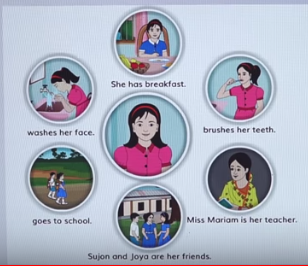 She has breakfast.
washes her face.
brushes her teeth.
goes to school.
Miss Mariam is her teacher.
Sujon and Joya are her friends.